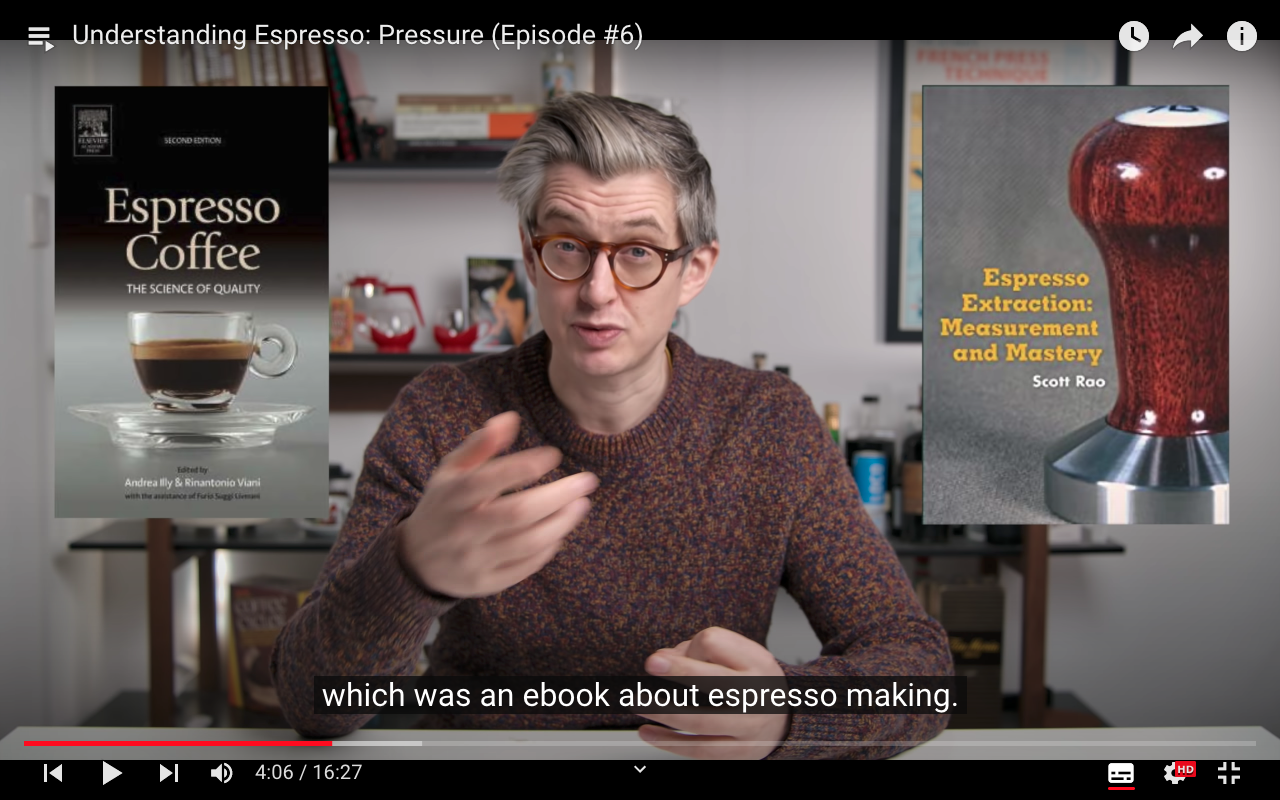 Understanding Espresso: Pressure (Episode #6)
FRENCH PRESS
TECHNIQUE
ELSEVIER
SECOND EDITION
Espresso
Coffee
THE SCIENCE OF QUALITY
Edited by
Andrea Illy & Rinantonio Viani
with the assistance of Furio Suggi Liverani
Espresso
Extraction:
Measurement
and Mastery
Scott Rao
which was an ebook about espresso making.
4:06 / 16:27
HD